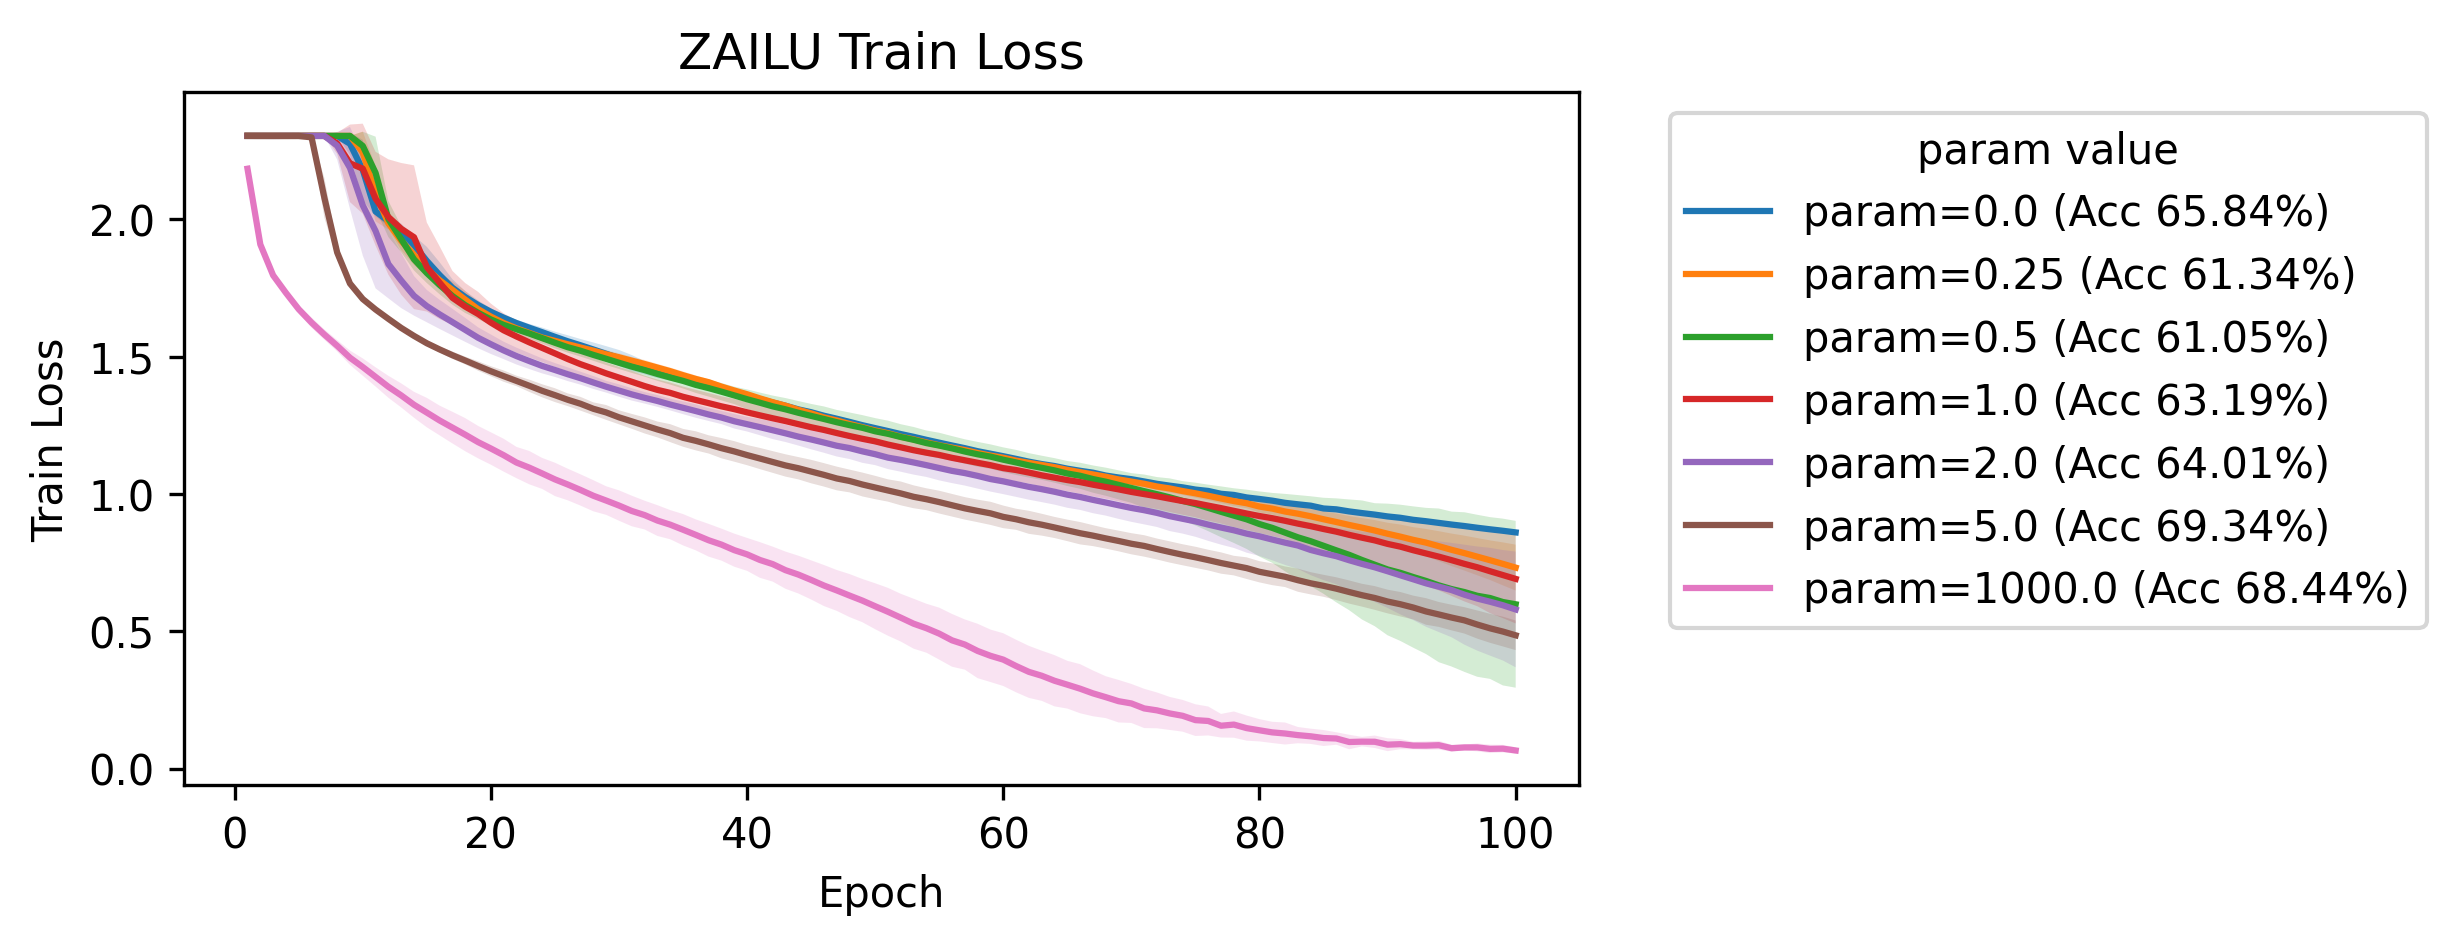 ZAILU Train Loss
Train Loss
2.0
1.5
1.0
0.5
0.0
0
20
40
60
80
100
Epoch
param value
param=0.0 (Acc 65.84%)
param=0.25 (Acc 61.34%)
param=0.5 (Acc 61.05%)
param=1.0 (Acc 63.19%)
param=2.0 (Acc 64.01%)
param=5.0 (Acc 69.34%)
param=1000.0 (Acc 68.44%)